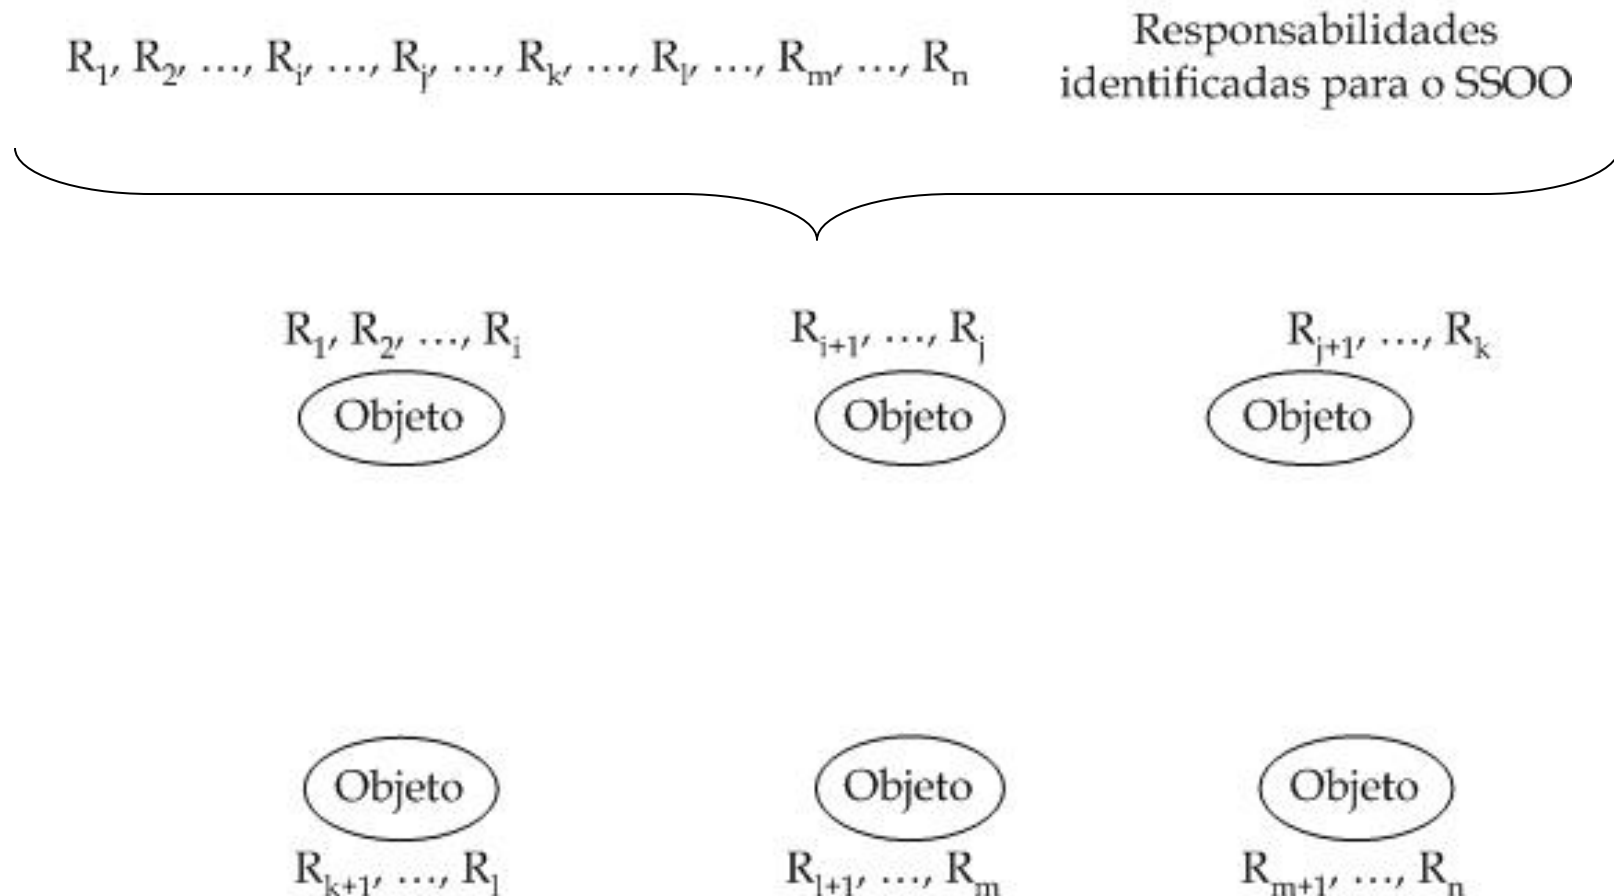 R1, R2, ..., Ri, ..., Rj, ..., Rk, ..., Rl, ..., Rm, ..., Rn
Responsabilidades
identificadas para o SSOO
R1, R2, ..., Ri
Ri+1, ..., Rj
Rj+1, ..., Rk
Objeto
Objeto
Objeto
Objeto
Objeto
Objeto
Rk+1, ..., Rl
Rl+1, ..., Rm
Rm+1, ..., Rn